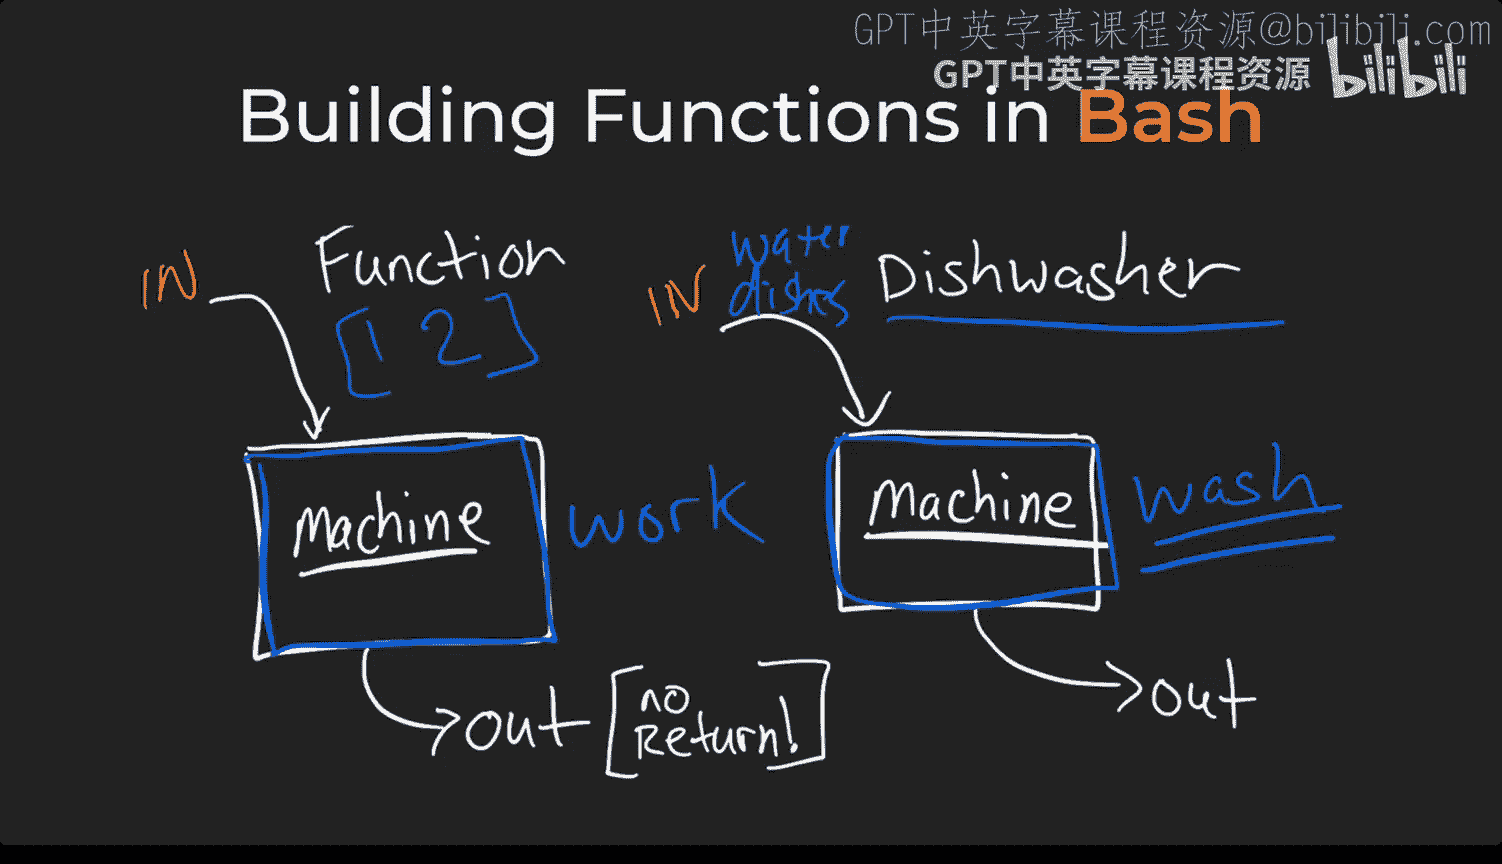 GPT中英字幕课程资源@bilibili.com
GPT中英字幕课程资源 bilibili
Building Functions in Bash
IN
Function
[1 2]
Machine
work
out [no
Return!]
IN
water
dishes
Dishwasher
Machine
wash
out